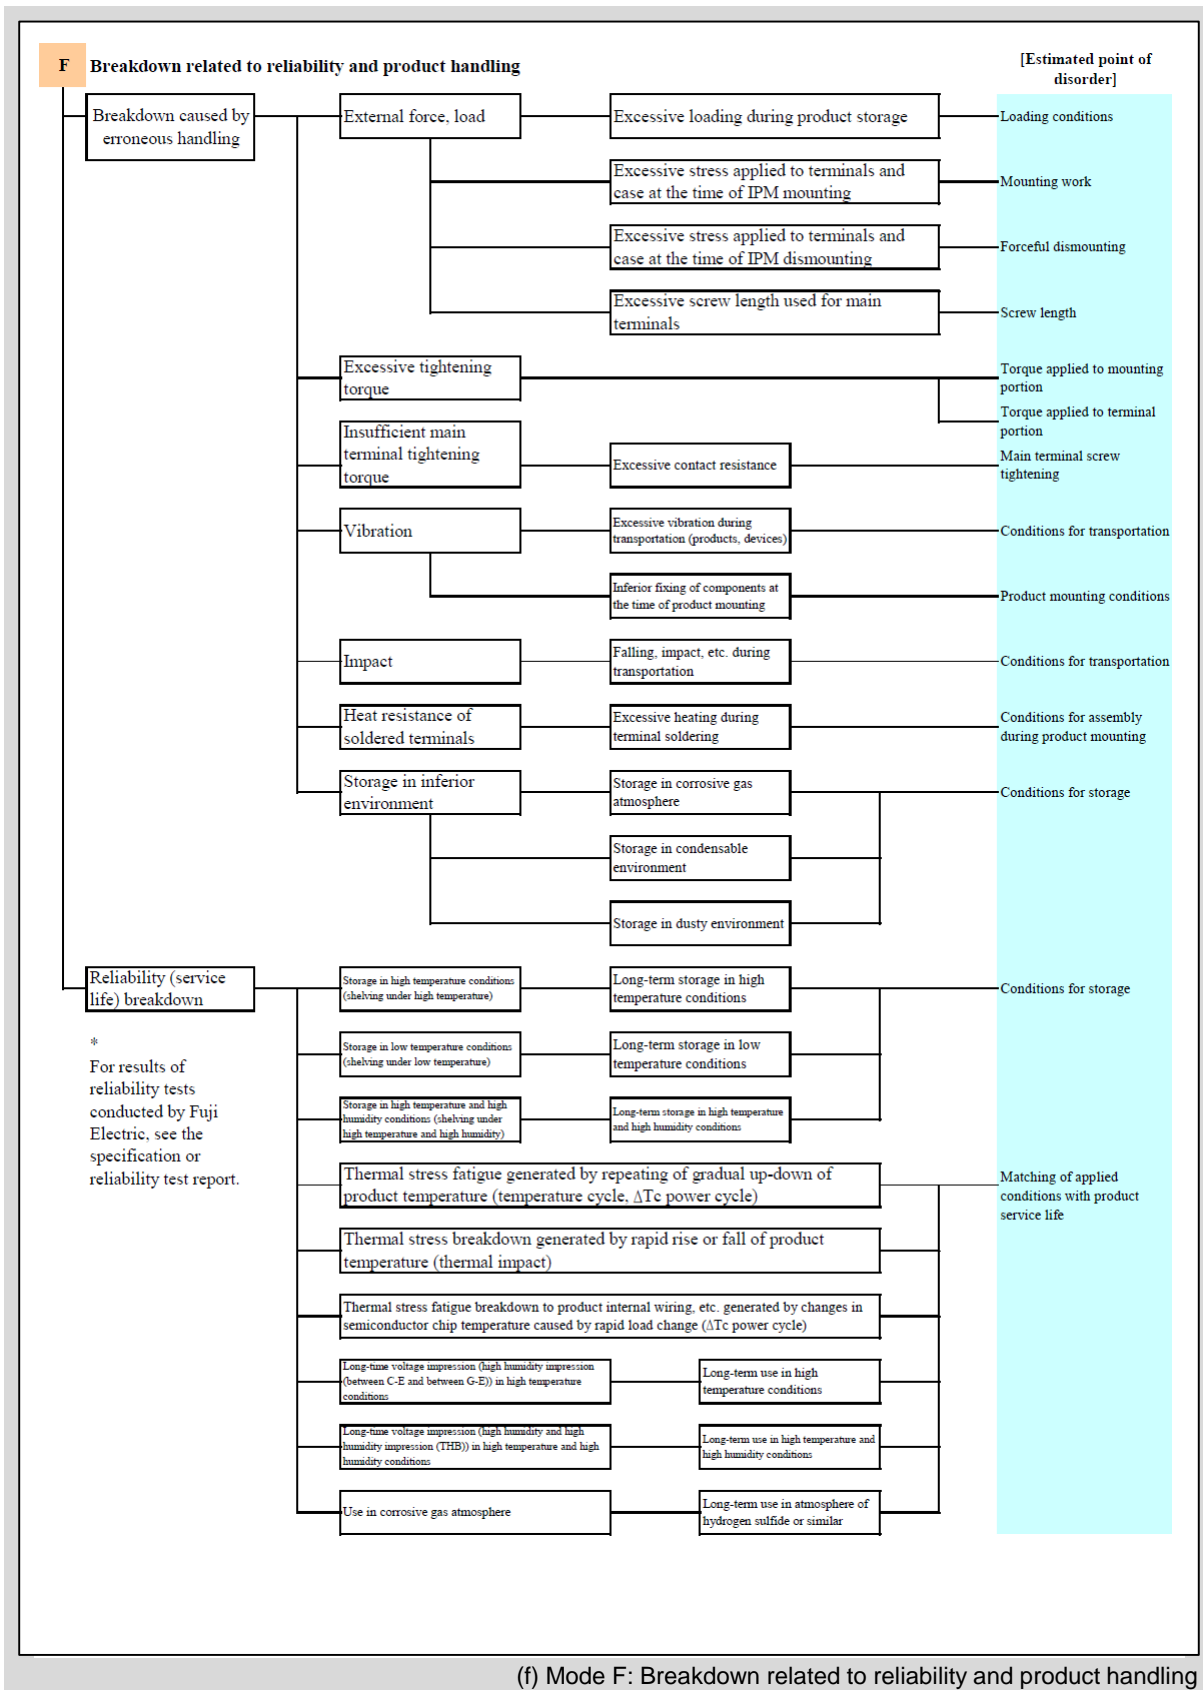 F Breakdown related to reliability and product handling
[Estimated point of
disorder]
Breakdown caused by
erroneous handling
External force, load
Excessive loading during product storage
Loading conditions
Excessive stress applied to terminals and
case at the time of IPM mounting
Mounting work
Excessive stress applied to terminals and
case at the time of IPM dismounting
Forceful dismounting
Excessive screw length used for main
terminals
Screw length
Excessive tightening
torque
Torque applied to mounting
portion
Torque applied to terminal
portion
Insufficient main
terminal tightening
torque
Excessive contact resistance
Main terminal screw
tightening
Vibration
Excessive vibration during
transportation (products, devices)
Conditions for transportation
Inferior fixing of components at
the time of product mounting
Product mounting conditions
Impact
Falling, impact, etc. during
transportation
Conditions for transportation
Heat resistance of
soldered terminals
Excessive heating during
terminal soldering
Conditions for assembly
during product mounting
Storage in inferior
environment
Storage in corrosive gas
atmosphere
Conditions for storage
Storage in condensable
environment
Storage in dusty environment
Reliability (service
life) breakdown
Storage in high temperature conditions
(shelving under high temperature)
Long-term storage in high
temperature conditions
Conditions for storage
*
For results of
reliability tests
conducted by Fuji
Electric, see the
specification or
reliability test report.
Storage in low temperature conditions
(shelving under low temperature)
Long-term storage in low
temperature conditions
Storage in high temperature and high
humidity conditions (shelving under
high temperature and high humidity)
Long-term storage in high temperature
and high humidity conditions
Thermal stress fatigue generated by repeating of gradual up-down of
product temperature (temperature cycle, ΔTc power cycle)
Matching of applied
conditions with product
service life
Thermal stress breakdown generated by rapid rise or fall of product
temperature (thermal impact)
Thermal stress fatigue breakdown to product internal wiring, etc. generated by changes in
semiconductor chip temperature caused by rapid load change (ΔTc power cycle)
Long-time voltage impression (high humidity impression
(between C-E and between G-E)) in high temperature
conditions
Long-term use in high
temperature conditions
Long-time voltage impression (high humidity and high
humidity impression (THB)) in high temperature and high
humidity conditions
Long-term use in high temperature and
high humidity conditions
Use in corrosive gas atmosphere
Long-term use in atmosphere of
hydrogen sulfide or similar
(f) Mode F: Breakdown related to reliability and product handling